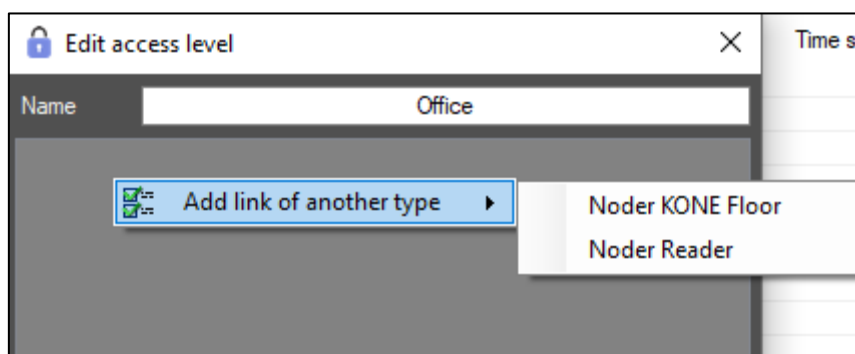 Edit access level
Time s
Name Office
Add link of another type
Noder KONE Floor
Noder Reader